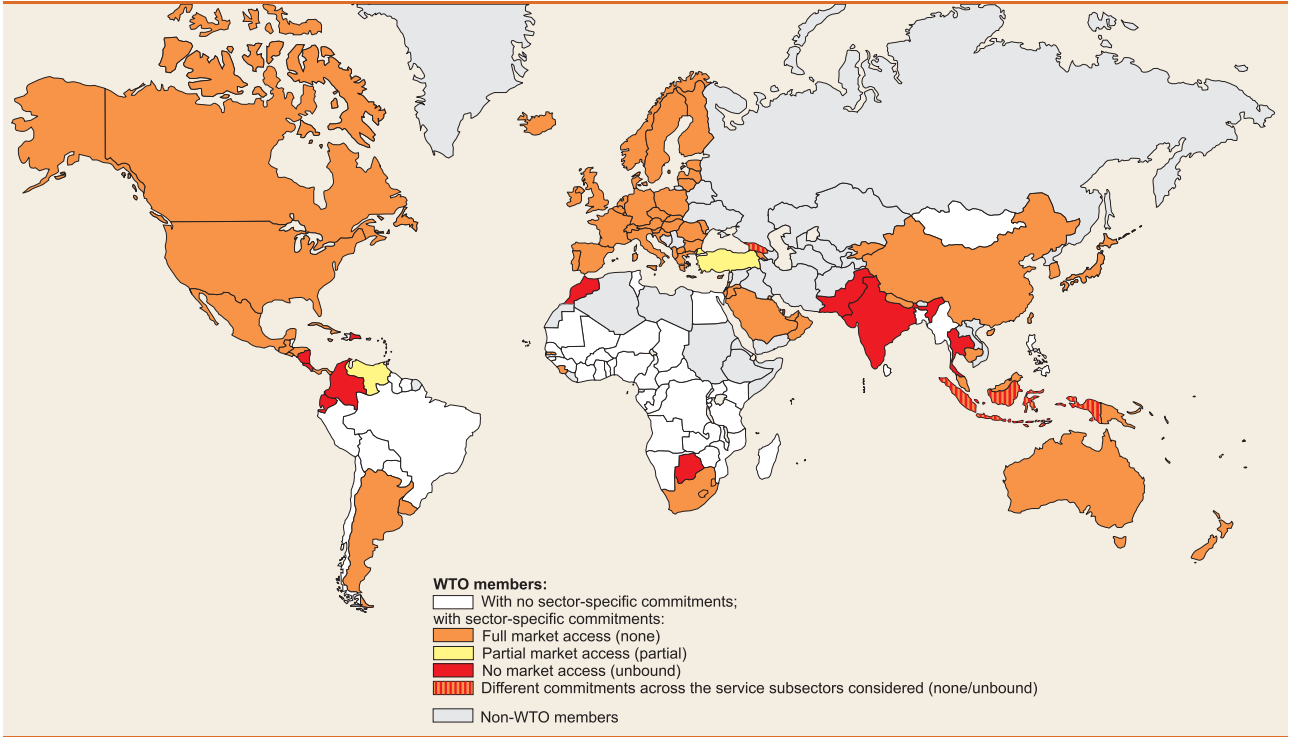 WTO members:
With no sector-specific commitments;
with sector-specific commitments:
Full market access (none)
Partial market access (partial)
No market access (unbound)
Different commitments across the service subsectors considered (none/unbound)
Non-WTO members